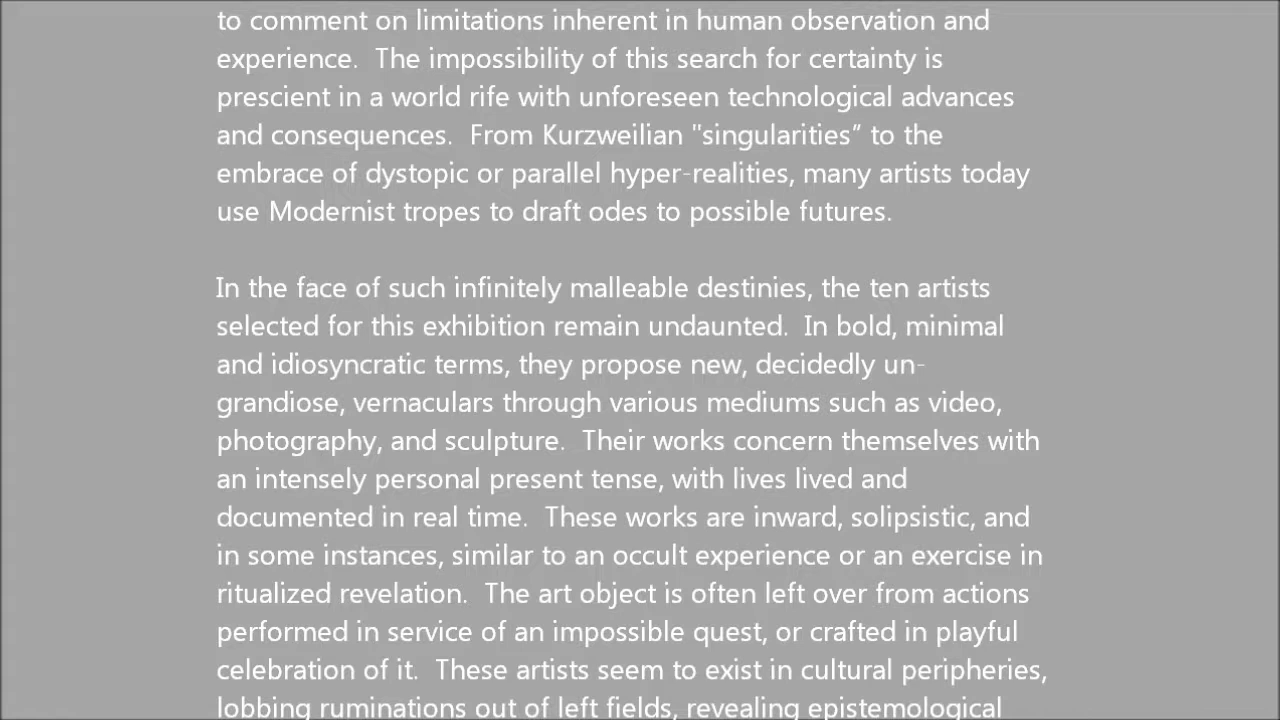 to comment on limitations inherent in human observation and
experience.  The impossibility of this search for certainty is
prescient in a world rife with unforeseen technological advances
and consequences.  From Kurzweilian "singularities” to the
embrace of dystopic or parallel hyper-realities, many artists today
use Modernist tropes to draft odes to possible futures.
In the face of such infinitely malleable destinies, the ten artists
selected for this exhibition remain undaunted.  In bold, minimal
and idiosyncratic terms, they propose new, decidedly un-
grandiose, vernaculars through various mediums such as video,
photography, and sculpture.  Their works concern themselves with
an intensely personal present tense, with lives lived and
documented in real time.  These works are inward, solipsistic, and
in some instances, similar to an occult experience or an exercise in
ritualized revelation.  The art object is often left over from actions
performed in service of an impossible quest, or crafted in playful
celebration of it.  These artists seem to exist in cultural peripheries,
lobbing ruminations out of left fields, revealing epistemological